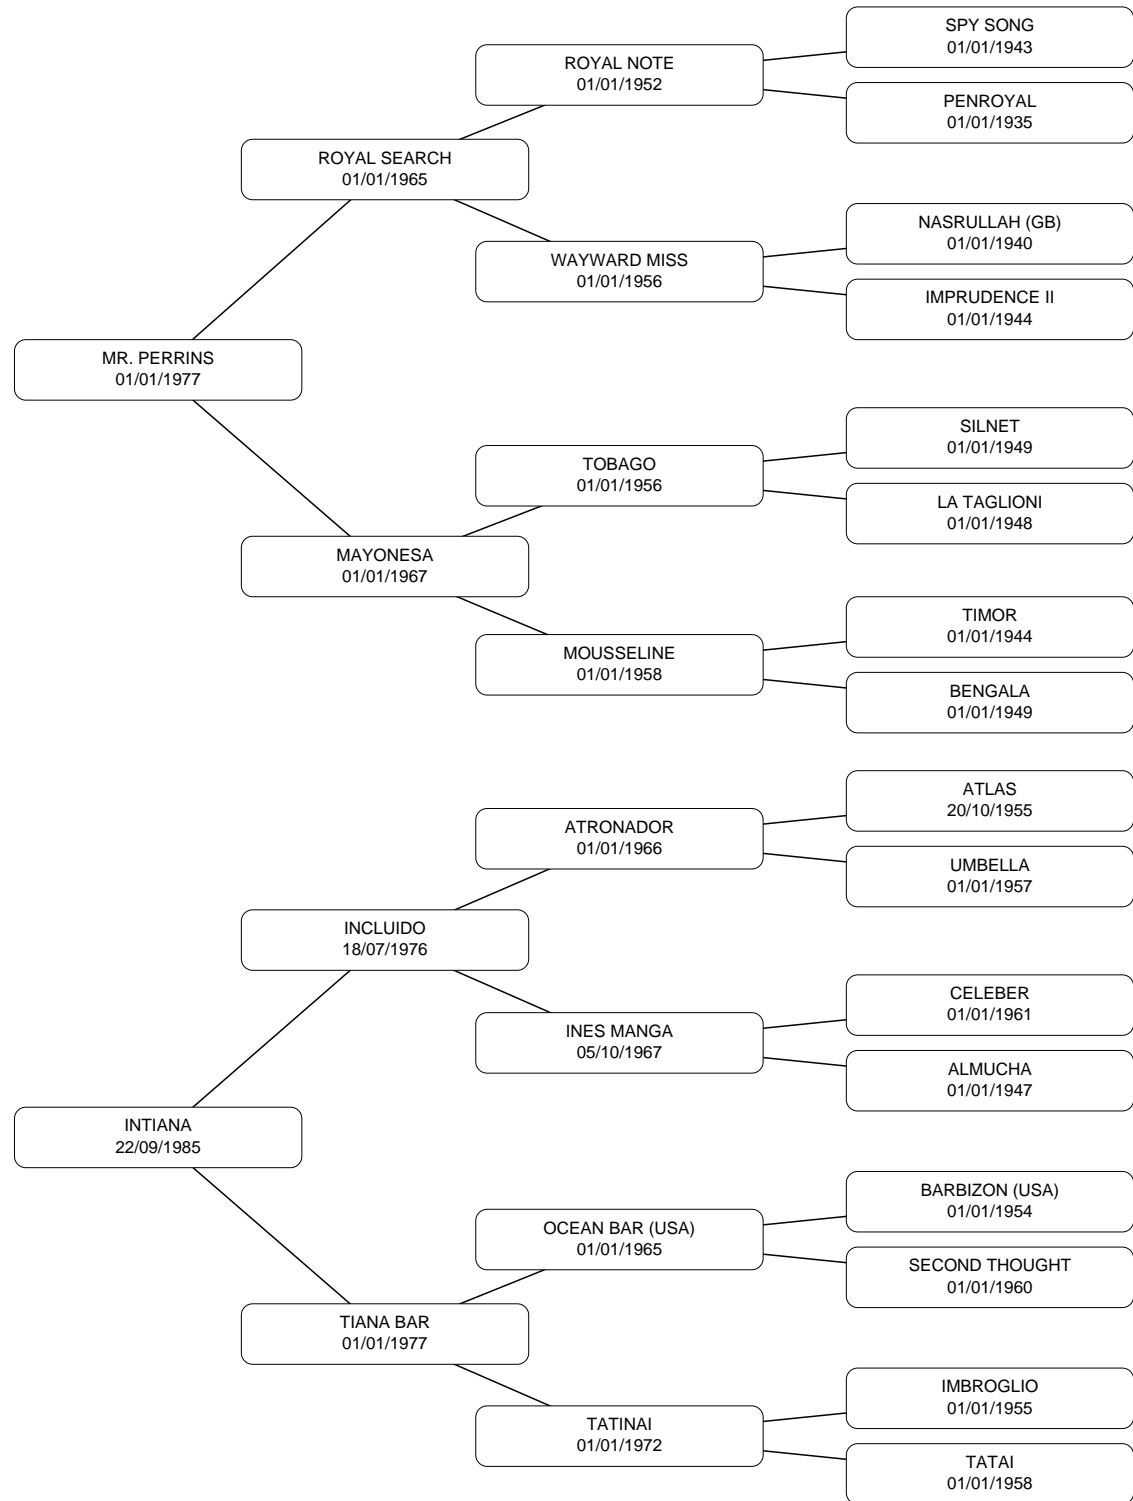 SPY SONG
01/01/1943
ROYAL NOTE
01/01/1952
PENROYAL
01/01/1935
ROYAL SEARCH
01/01/1965
NASRULLAH (GB)
01/01/1940
WAYWARD MISS
01/01/1956
IMPRUDENCE II
01/01/1944
MR. PERRINS
01/01/1977
SILNET
01/01/1949
TOBAGO
01/01/1956
LA TAGLIONI
01/01/1948
MAYONESA
01/01/1967
TIMOR
01/01/1944
MOUSSELINE
01/01/1958
BENGALA
01/01/1949
ATLAS
20/10/1955
ATRONADOR
01/01/1966
UMBELLA
01/01/1957
INCLUIDO
18/07/1976
CELEBER
01/01/1961
INES MANGA
05/10/1967
ALMUCHA
01/01/1947
INTIANA
22/09/1985
BARBIZON (USA)
01/01/1954
OCEAN BAR (USA)
01/01/1965
SECOND THOUGHT
01/01/1960
TIANA BAR
01/01/1977
IMBROGLIO
01/01/1955
TATINAI
01/01/1972
TATAI
01/01/1958